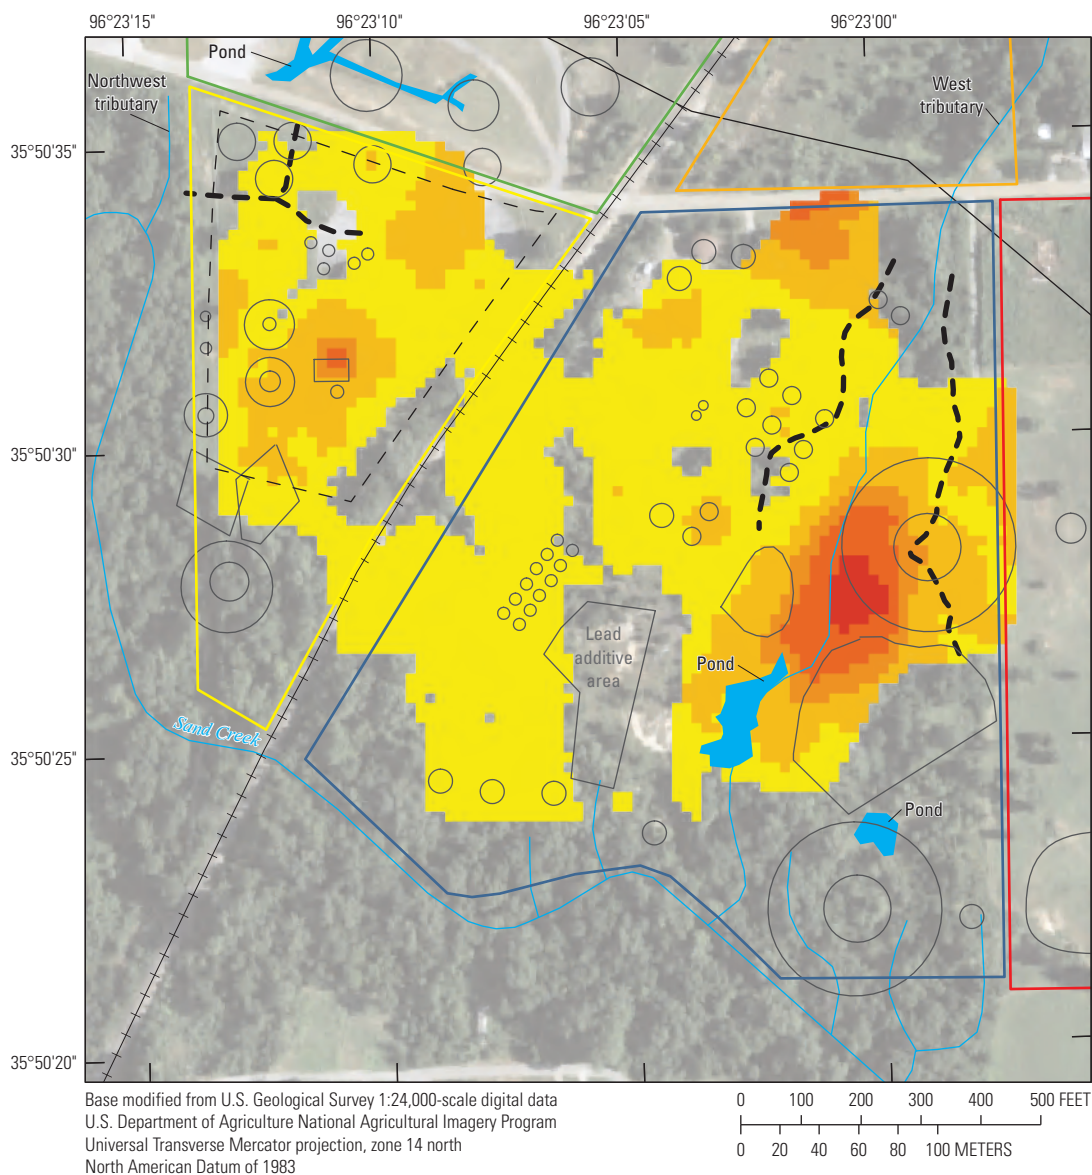 96°23'15" 96°23'10" 96°23'05" 96°23'00"
Pond
Northwest
tributary
West
tributary
35°50'35"
35°50'30"
Lead
additive
area
Pond
Sand Creek
35°50'25"
Pond
35°50'20"
Base modified from U.S. Geological Survey 1:24,000-scale digital data
U.S. Department of Agriculture National Agricultural Imagery Program
Universal Transverse Mercator projection, zone 14 north
North American Datum of 1983
0 100 200 300 400 500 FEET
0 20 40 60 80 100 METERS